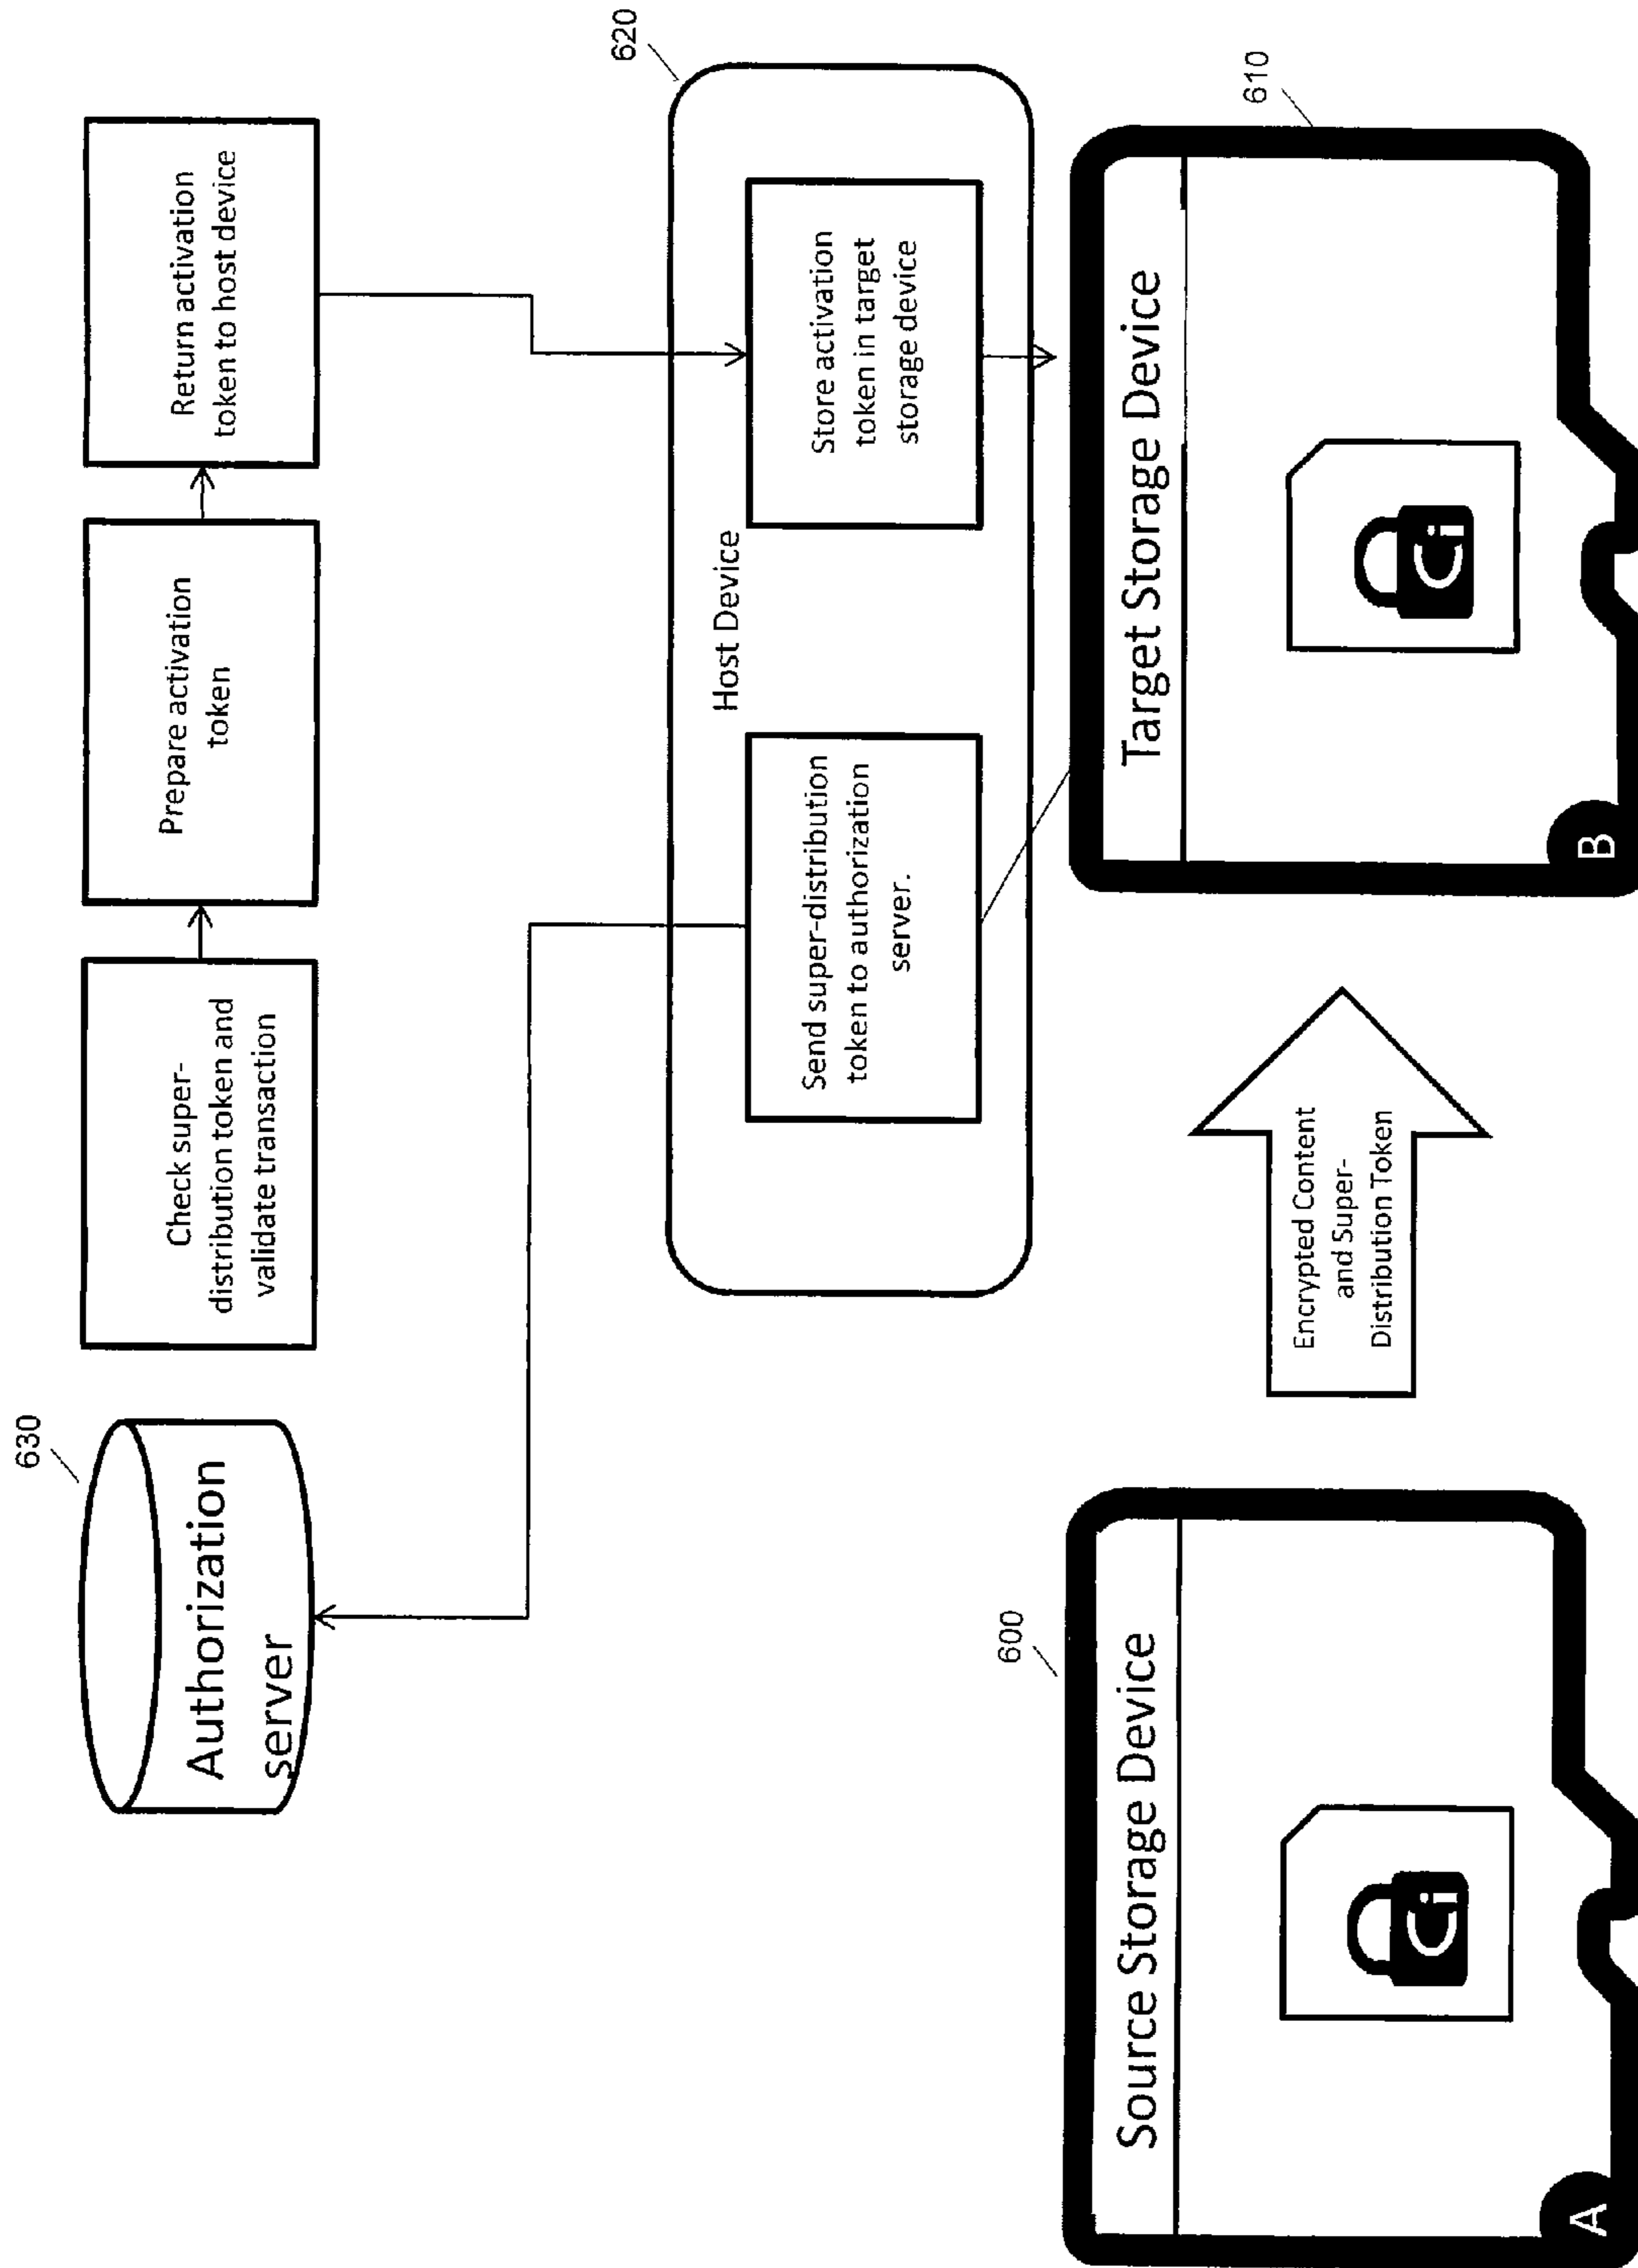 630
Authorization
server
Check super-
distribution token and
validate transaction
Prepare activation
token
Return activation
token to host device
620
Host Device
Send super-distribution
token to authorization
server.
Store activation
token in target
storage device
600
Source Storage Device
A
Encrypted Content
and Super-
Distribution Token
610
Target Storage Device
B